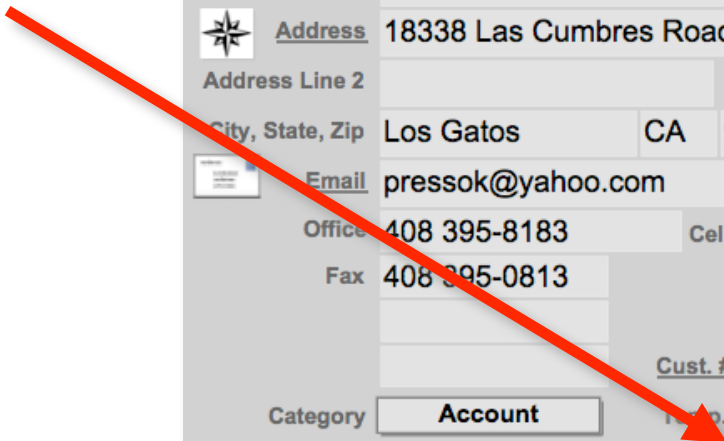 Address 18338 Las Cumbres Road
Address Line 2
City, State, Zip Los Gatos CA
Email pressok@yahoo.com
Office 408 395-8183 Cel
Fax 408 395-0813
Cust. #
Category Account